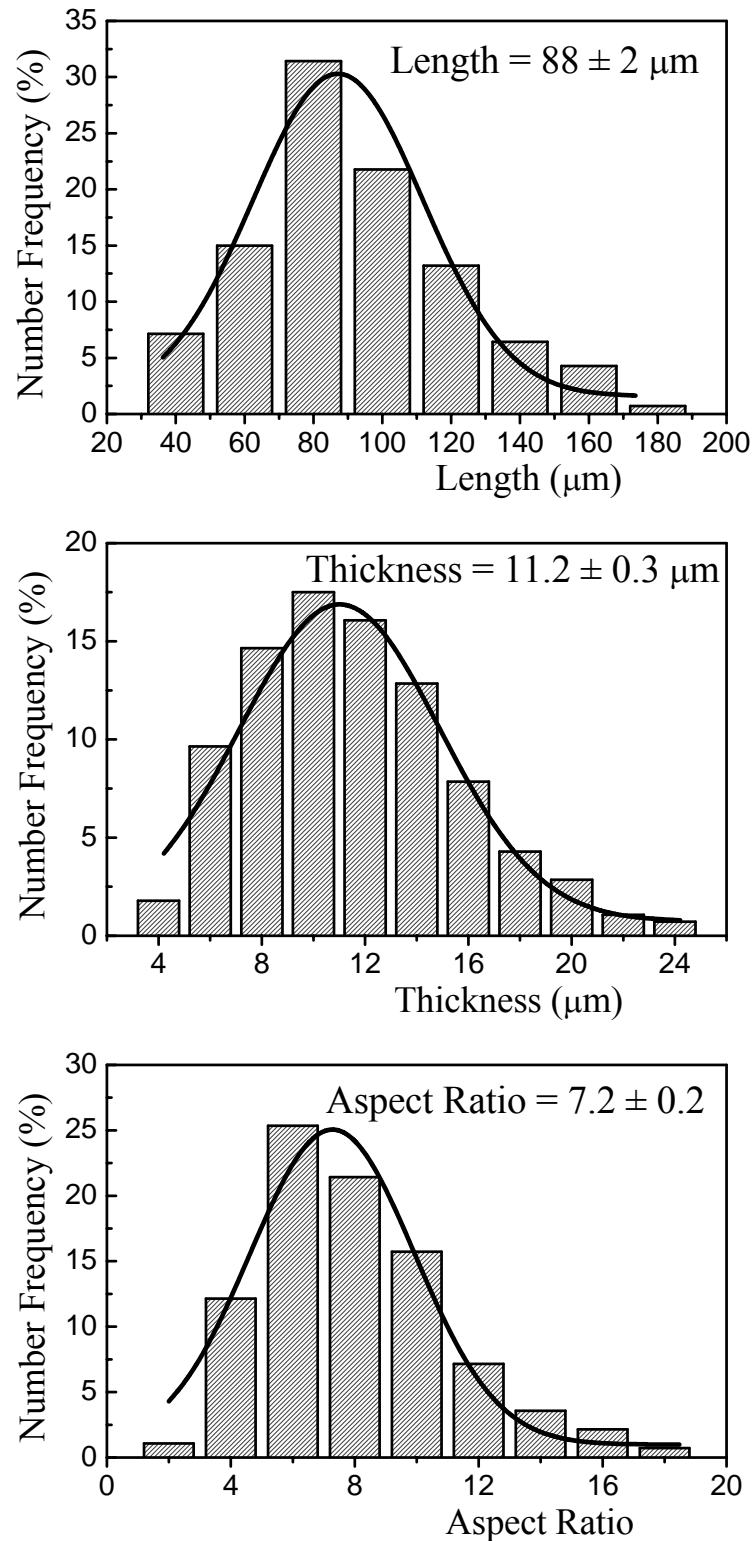 35
30
25
20
15
10
5
0
Number Frequency (%)
Length = 88 ± 2 μm
20 40 60 80 100 120 140 160 180 200
Length (μm)
20
15
10
5
0
Number Frequency (%)
Thickness = 11.2 ± 0.3 μm
4 8 12 16 20 24
Thickness (μm)
30
25
20
15
10
5
0
Number Frequency (%)
Aspect Ratio = 7.2 ± 0.2
0 4 8 12 16 20
Aspect Ratio